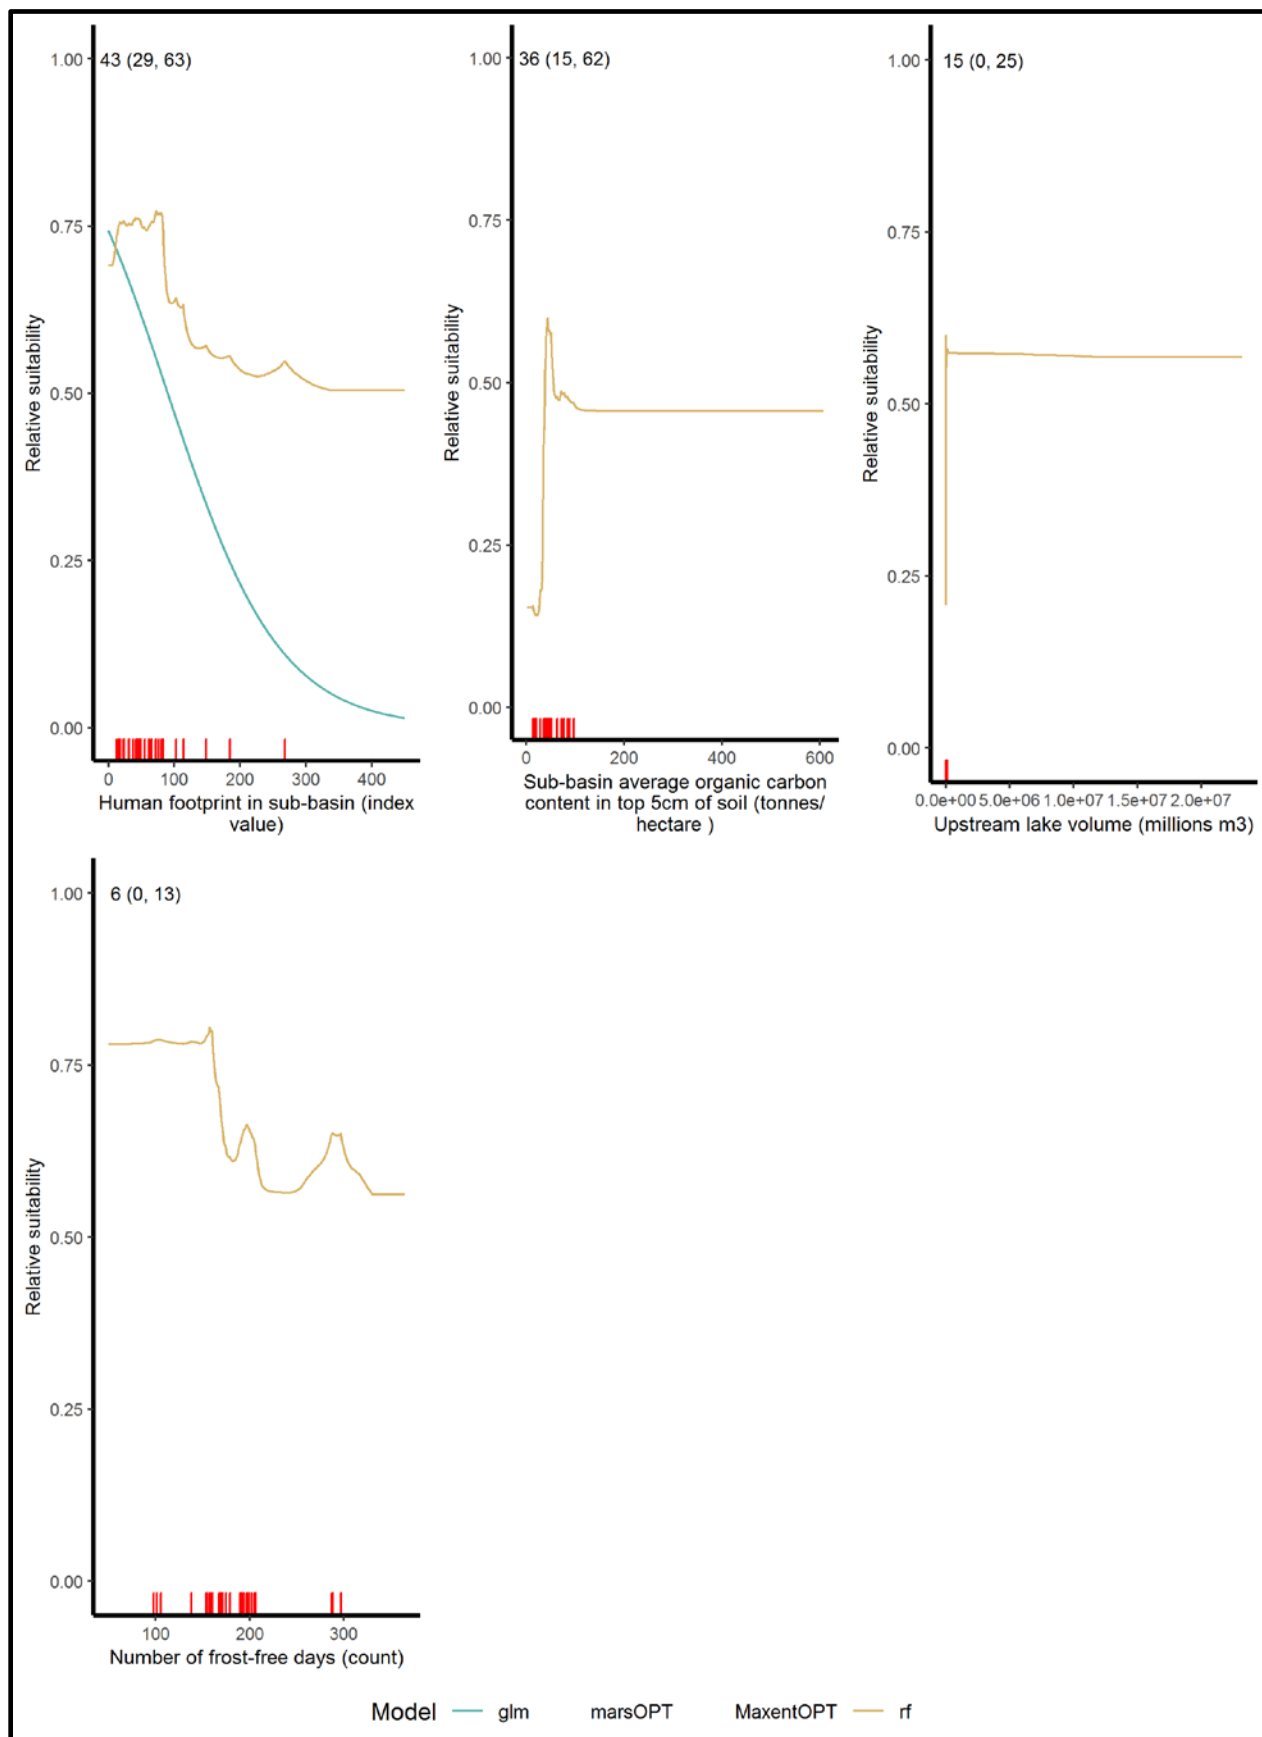 43 (29, 63)
1.00
0.75
0.50
0.25
0.00
Relative suitability
0 100 200 300 400
Human footprint in sub-basin (index
value)
36 (15, 62)
1.00
0.75
0.50
0.25
0.00
Relative suitability
0 200 400 600
Sub-basin average organic carbon
content in top 5cm of soil (tonnes/
hectare )
15 (0, 25)
1.00
0.75
0.50
0.25
0.00
Relative suitability
0.0e+00 5.0e+06 1.0e+07 1.5e+07 2.0e+07
Upstream lake volume (millions m3)
6 (0, 13)
1.00
0.75
0.50
0.25
0.00
Relative suitability
100 200 300
Number of frost-free days (count)
Model glm marsOPT MaxentOPT rf